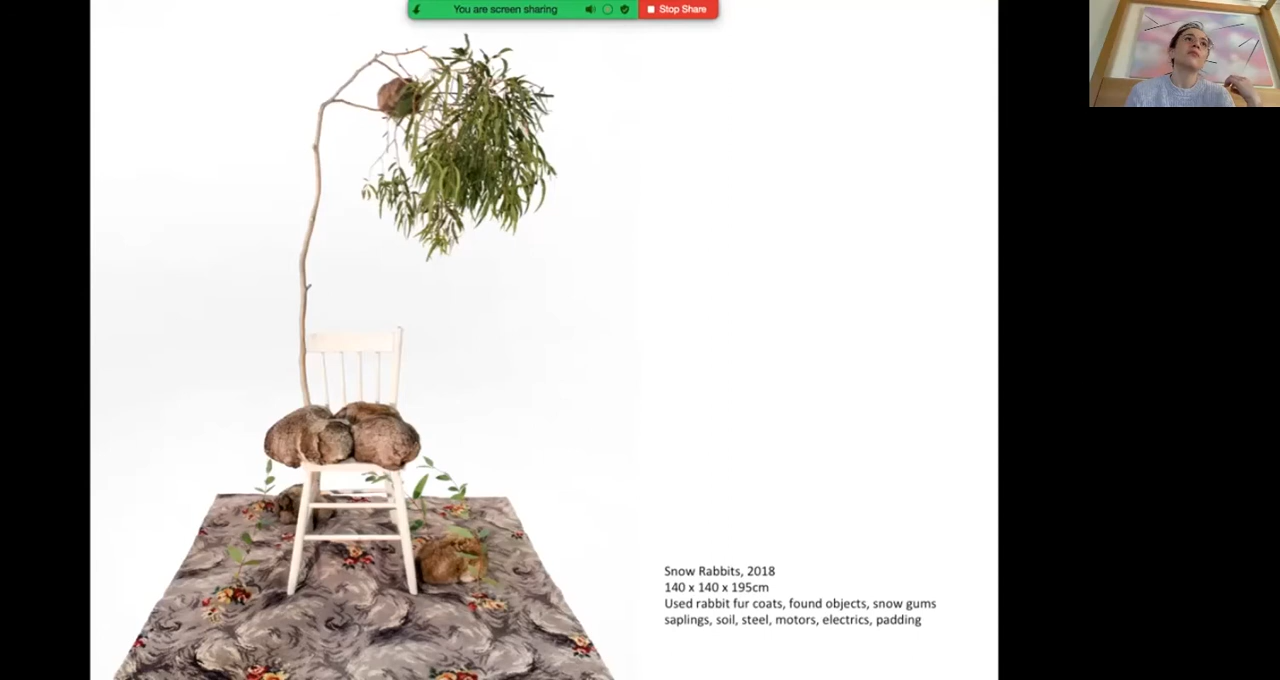 You are screen sharing
Stop Share
Snow Rabbits, 2018
140 x 140 x 195cm
Used rabbit fur coats, found objects, snow gums
saplings, soil, steel, motors, electrics, padding